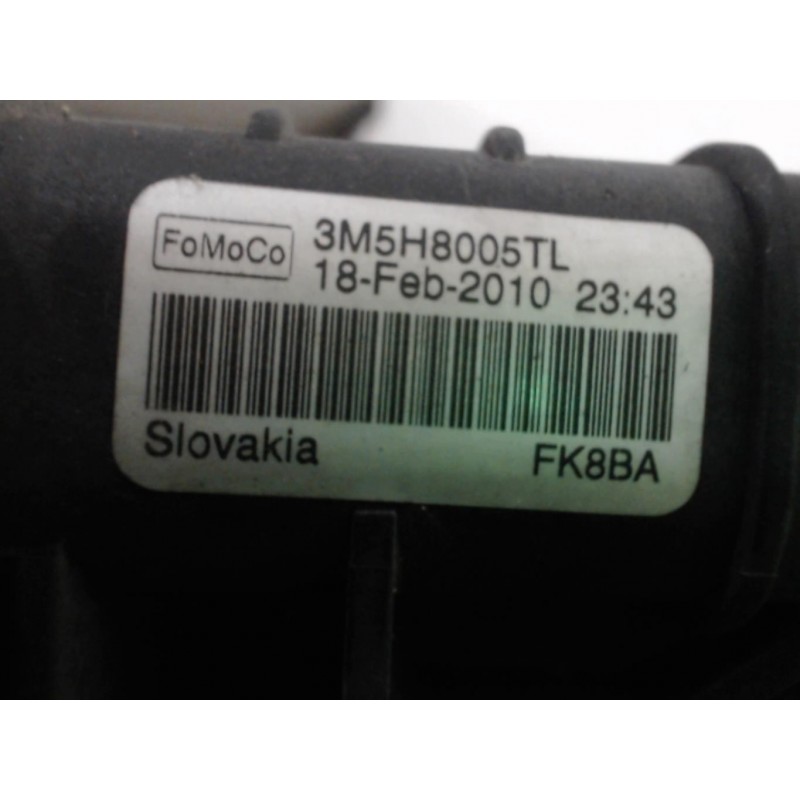 FoMoCo 3M5H8005TL
18-Feb-2010 23:43
Slovakia FK8BA